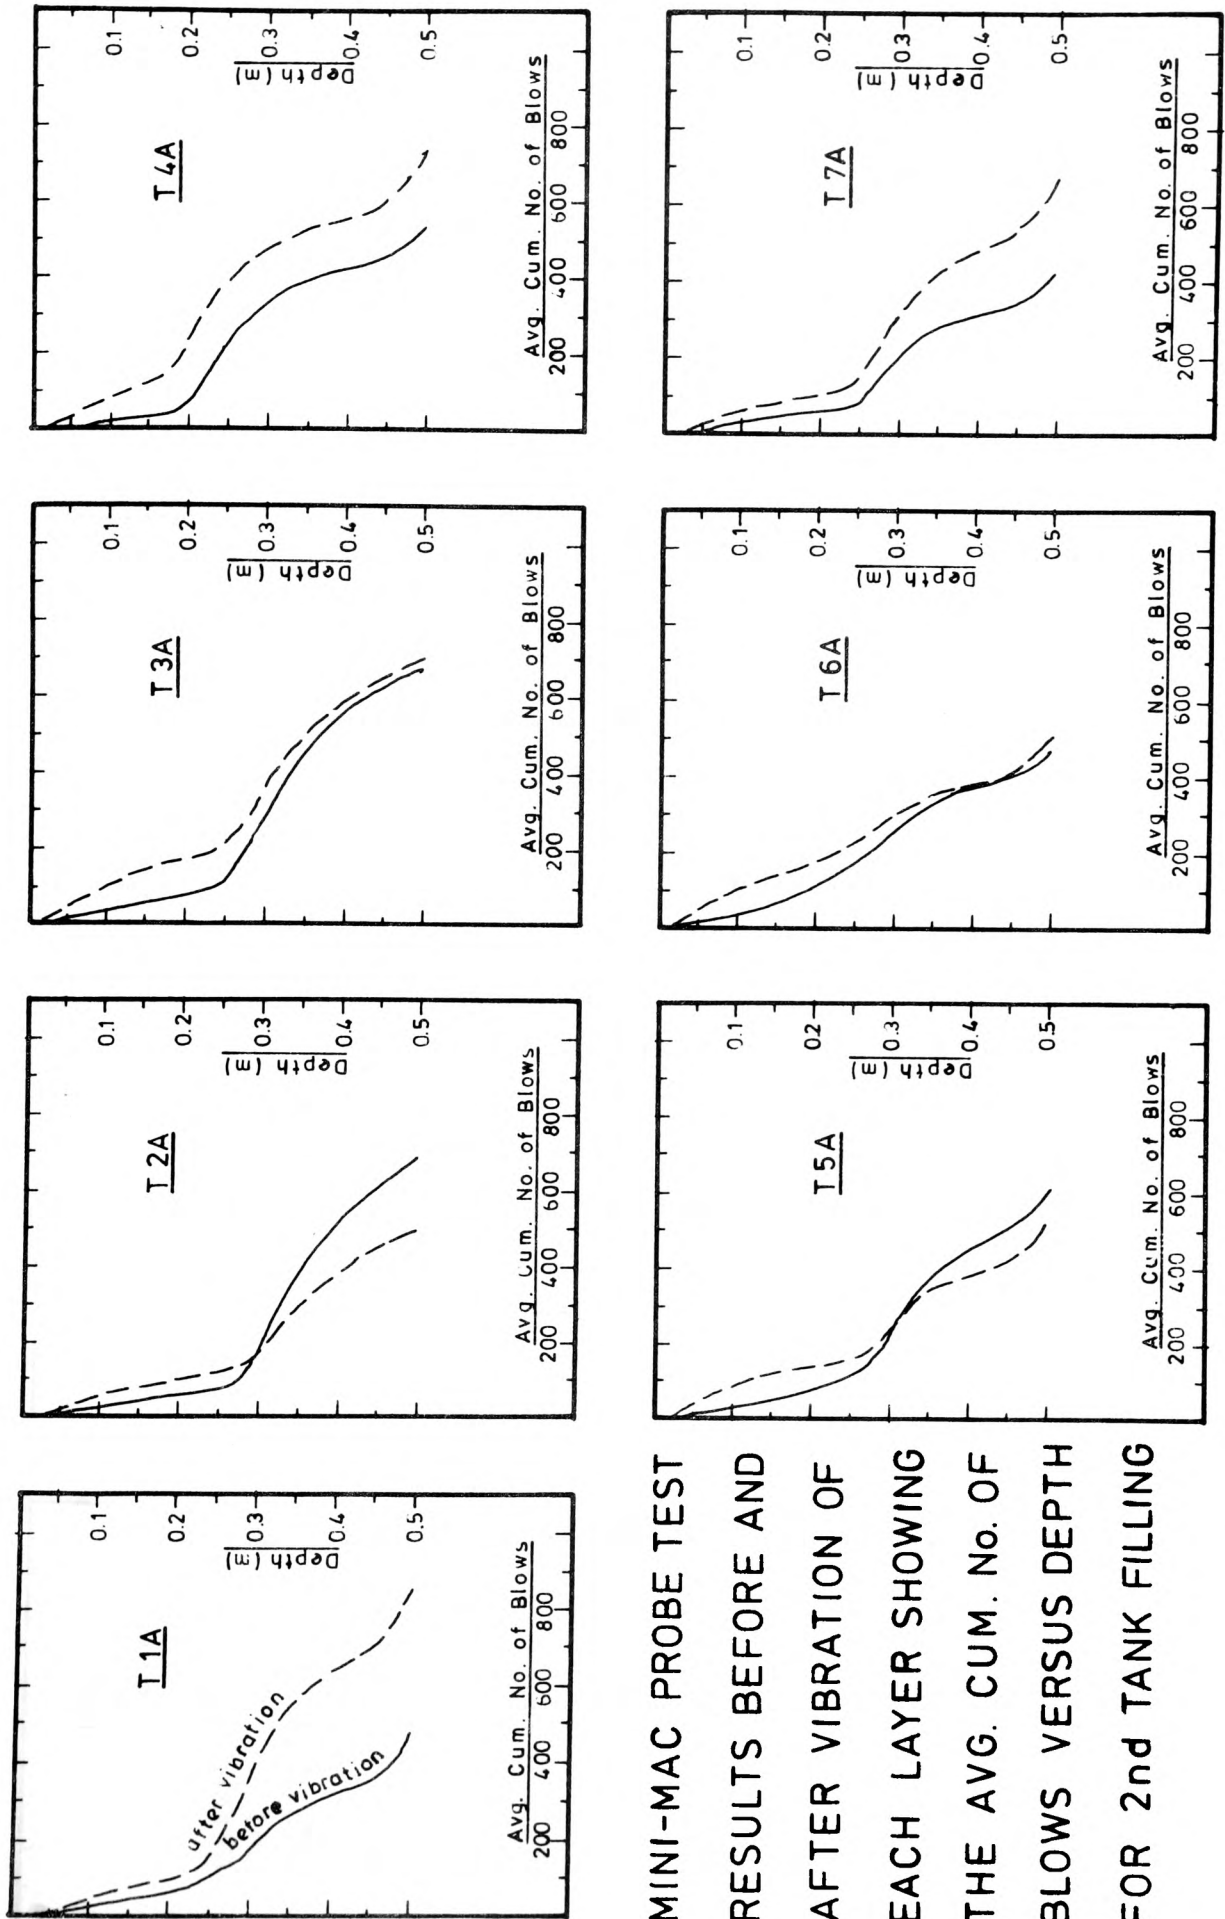 T 1A
after vibration
before vibration
0.1
0.2
0.3
0.4
0.5
Depth (m)
200
400
600
800
Avg. Cum. No. of Blows
T 2A
0.1
0.2
0.3
0.4
0.5
Depth (m)
200
400
600
800
Avg. Cum. No. of Blows
T 3A
0.1
0.2
0.3
0.4
0.5
Depth (m)
200
400
600
800
Avg. Cum. No. of Blows
T 4A
0.1
0.2
0.3
0.4
0.5
Depth (m)
200
400
600
800
Avg. Cum. No. of Blows
MINI-MAC PROBE TEST
RESULTS BEFORE AND
AFTER VIBRATION OF
EACH LAYER SHOWING
THE AVG. CUM. No. OF
BLOWS VERSUS DEPTH
FOR 2nd TANK FILLING
T 5A
0.1
0.2
0.3
0.4
0.5
Depth (m)
200
400
600
800
Avg. Cum. No. of Blows
T 6A
0.1
0.2
0.3
0.4
0.5
Depth (m)
200
400
600
800
Avg. Cum. No. of Blows
T 7A
0.1
0.2
0.3
0.4
0.5
Depth (m)
200
400
600
800
Avg. Cum. No. of Blows